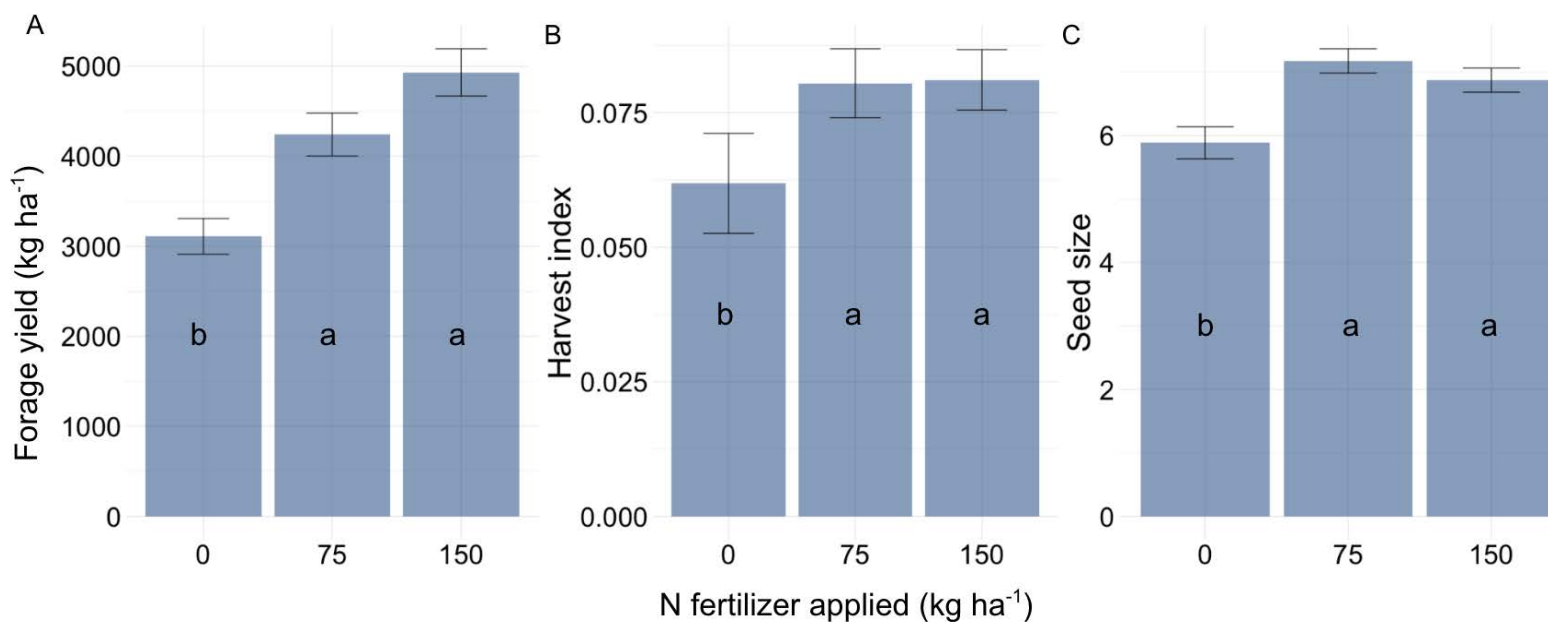 A
Forage yield (kg ha⁻¹)
5000
4000
3000
2000
1000
0
b
a
a
0
75
150
B
Harvest index
0.075
0.050
0.025
0.000
b
a
a
0
75
150
C
Seed size
6
4
2
0
b
a
a
0
75
150
N fertilizer applied (kg ha⁻¹)